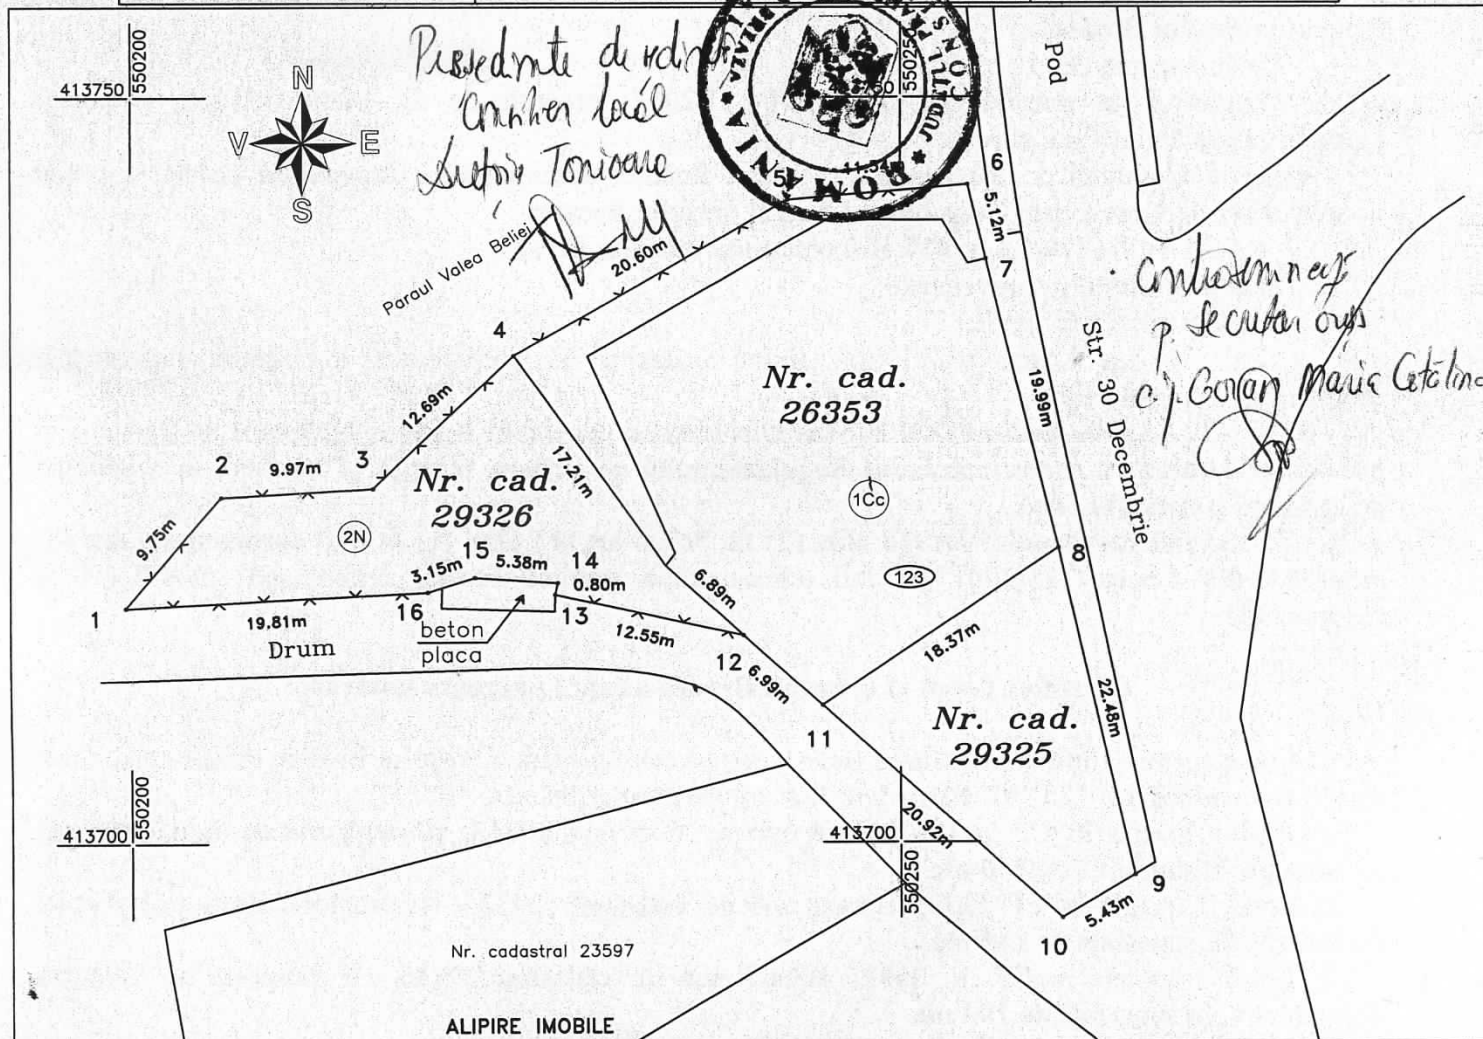 413750
550200
N
V
E
S
Consilier local
Tonioare
Paraul Valea Beliei
20.60m
ROMANIA
JUDETUL PRAHOVA
BREAZA
413750
550250
Pod
5
11.54m
6
5.12m
7
Contrasemnează
p. Secretar oraș
c.j. Goran Maria Cătălina
Str. 30 Decembrie
4
12.69m
17.21m
Nr. cad.
26353
19.99m
2
9.97m
3
Nr. cad.
29326
9.75m
2N
1Cc
123
8
15
5.38m
14
3.15m
0.80m
6.89m
1
19.81m
16
13
12.55m
beton
placa
Drum
12
6.99m
18.37m
11
Nr. cad.
29325
22.48m
413700
550200
413700
550250
20.92m
9
5.43m
10
Nr. cadastral 23597
ALIPIRE IMOBILE